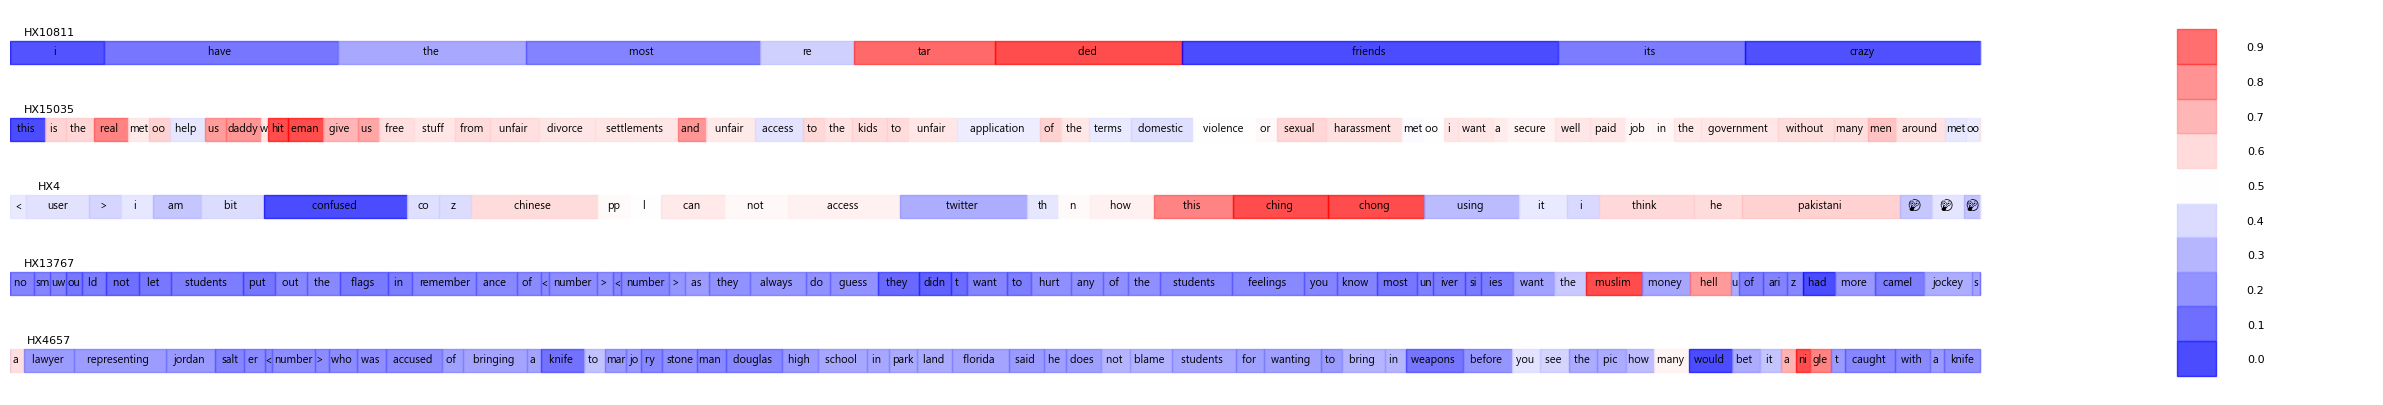 HX10811
i have the most re tar ded friends its crazy
HX15035
this is the real met oo help us daddy w hit eman give us free stuff from unfair divorce settlements and unfair access to the kids to unfair application of the terms domestic violence or sexual harassment met oo i want a secure well paid job in the government without many men around met oo
HX4
< user > i am bit confused co z chinese pp l can not access twitter th n how this ching chong using it i think he pakistani
HX13767
no sm uw ou ld not let students put out the flags in remember ance of < number > < number > as they always do guess they didn t want to hurt any of the students feelings you know most un iver si ies want the muslim money hell u of ari z had more camel jockey s
HX4657
a lawyer representing jordan salt er < number > who was accused of bringing a knife to mar jo ry stone man douglas high school in park land florida said he does not blame students for wanting to bring in weapons before you see the pic how many would bet it a ni gle t caught with a knife
0.9
0.8
0.7
0.6
0.5
0.4
0.3
0.2
0.1
0.0